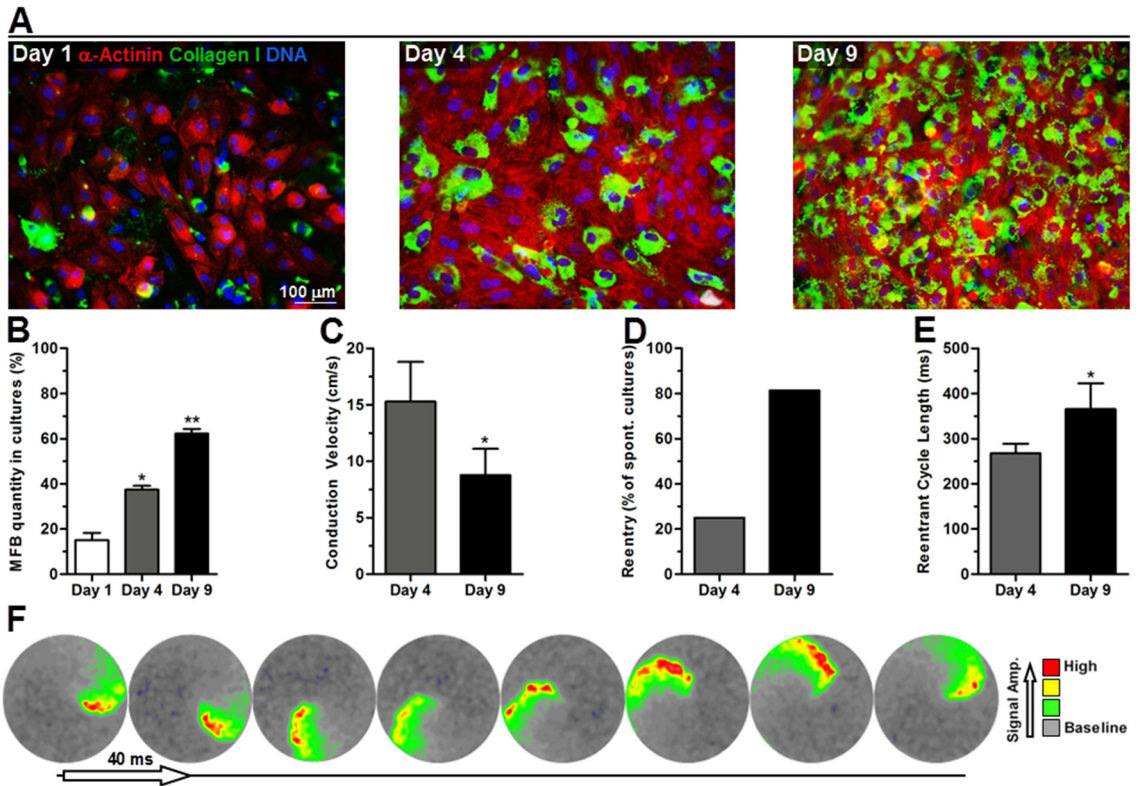 A
Day 1 α-Actinin Collagen I DNA
Day 4
Day 9
100 µm
B
MFB quantity in cultures (%)
100
80
60
40
20
0
*
**
Day 1 Day 4 Day 9
C
Conduction Velocity (cm/s)
20
15
10
5
0
*
Day 4 Day 9
D
Reentry (% of spont. cultures)
100
80
60
40
20
0
Day 4 Day 9
E
Reentrant Cycle Length (ms)
500
400
300
200
100
0
*
Day 4 Day 9
F
40 ms
Signal Amp.
High
Baseline